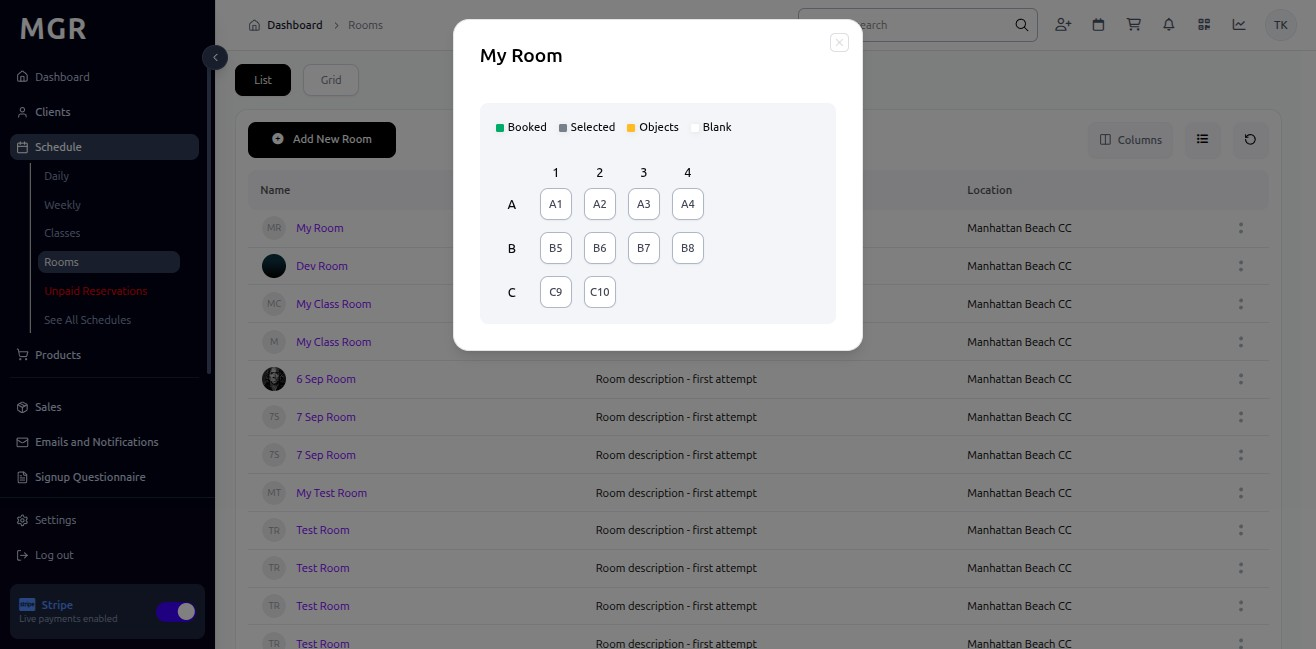 MGR
Dashboard
Clients
Schedule
Daily
Weekly
Classes
Rooms
Unpaid Reservations
See All Schedules
Products
Sales
Emails and Notifications
Signup Questionnaire
Settings
Log out
Stripe
Live payments enabled
Dashboard > Rooms
earch
TK
List Grid
Add New Room
Columns
Name Location
MR My Room Manhattan Beach CC
Dev Room Manhattan Beach CC
MC My Class Room Manhattan Beach CC
M My Class Room Manhattan Beach CC
6 Sep Room Room description - first attempt Manhattan Beach CC
7S 7 Sep Room Room description - first attempt Manhattan Beach CC
7S 7 Sep Room Room description - first attempt Manhattan Beach CC
MT My Test Room Room description - first attempt Manhattan Beach CC
TR Test Room Room description - first attempt Manhattan Beach CC
TR Test Room Room description - first attempt Manhattan Beach CC
TR Test Room Room description - first attempt Manhattan Beach CC
TR Test Room Room description - first attempt Manhattan Beach CC
My Room
Booked Selected Objects Blank
1 2 3 4
A A1 A2 A3 A4
B B5 B6 B7 B8
C C9 C10